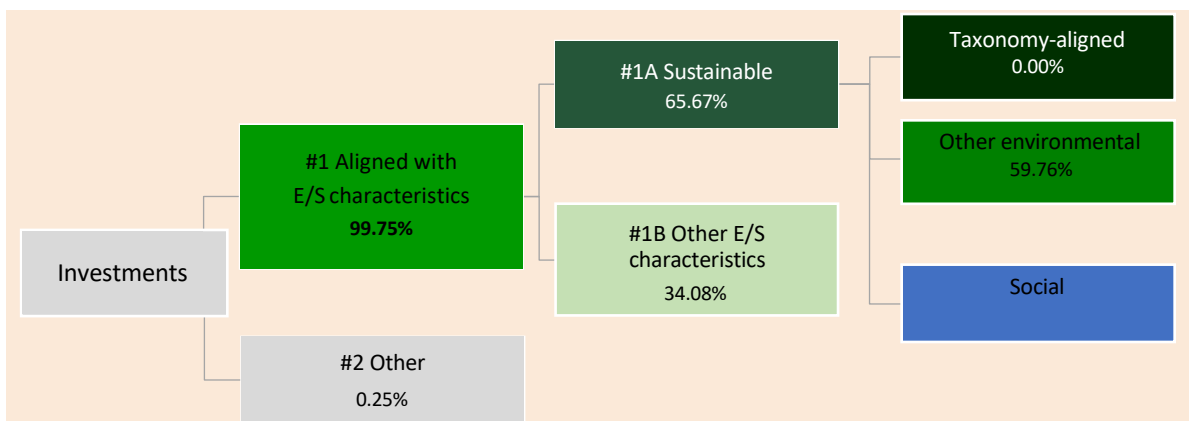 Investments
#1 Aligned with
E/S characteristics
99.75%
#2 Other
0.25%
#1A Sustainable
65.67%
#1B Other E/S
characteristics
34.08%
Taxonomy-aligned
0.00%
Other environmental
59.76%
Social